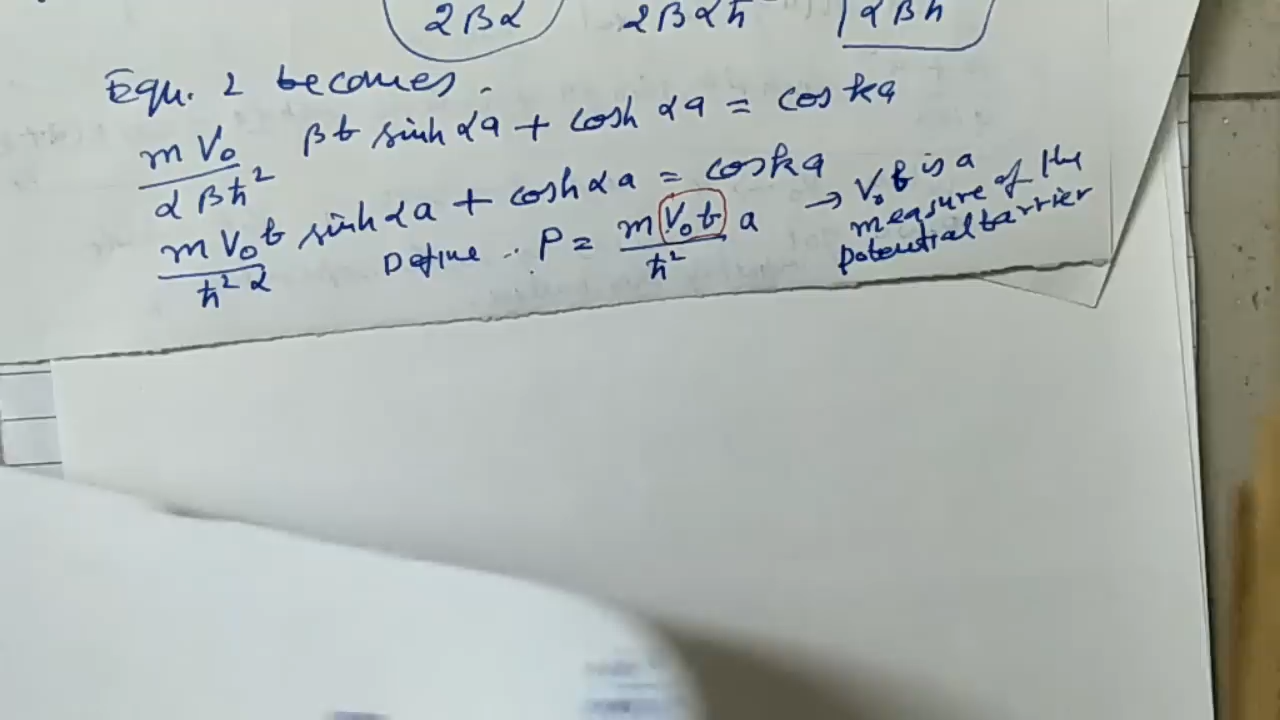 2βα 2βαħ αβħ
Equ. 2 becomes.
mV₀/αβħ² βb sinh αa + cosh αa = cos ka
mV₀b/ħ²α sinh αa + cosh αa = cos ka
Define .. P = mV₀b/ħ² a → V₀b is a
measure of the
potential barrier